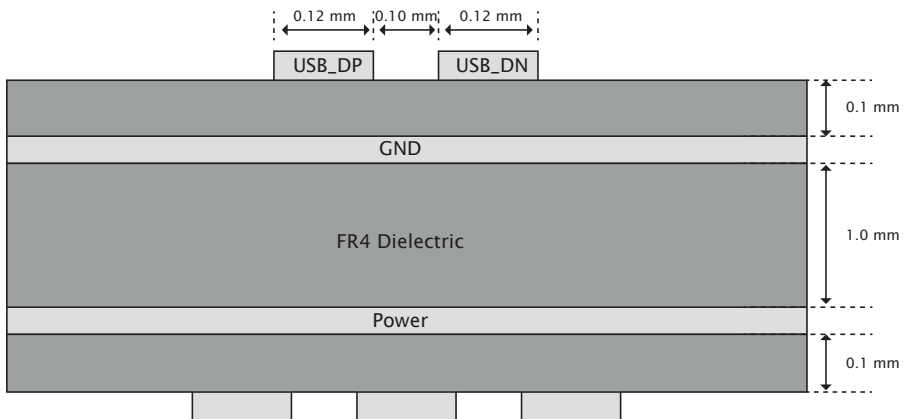 0.12 mm 0.10 mm 0.12 mm
USB_DP USB_DN
0.1 mm
GND
FR4 Dielectric
1.0 mm
Power
0.1 mm